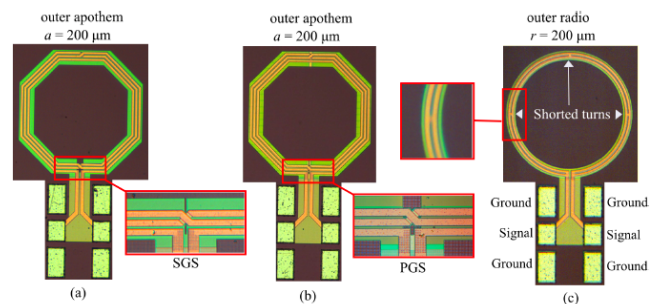 outer apothem
a = 200 μm
outer apothem
a = 200 μm
outer radio
r = 200 μm
Shorted turns
Ground
Ground
Signal
Signal
Ground
Ground
SGS
PGS
(a)
(b)
(c)